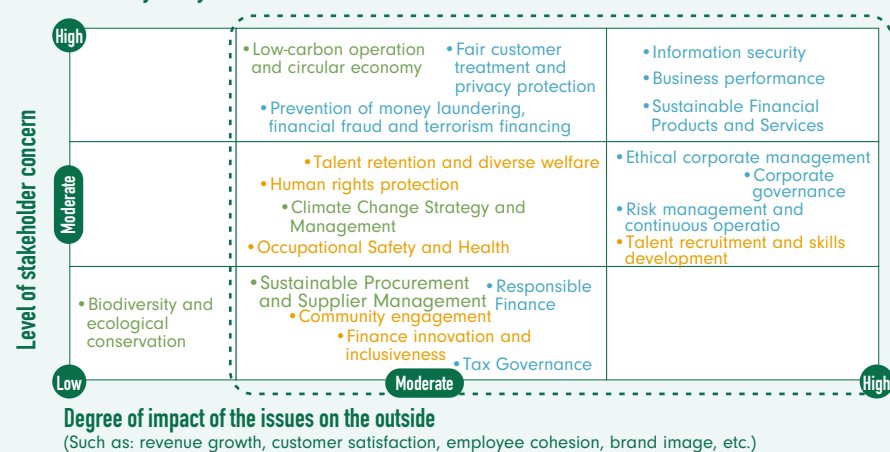 High
• Low-carbon operation
and circular economy
• Fair customer
treatment and
privacy protection
• Prevention of money laundering,
financial fraud and terrorism financing
• Information security
• Business performance
• Sustainable Financial
Products and Services
Level of stakeholder concern
Moderate
• Talent retention and diverse welfare
• Human rights protection
• Climate Change Strategy and
Management
• Occupational Safety and Health
• Ethical corporate management
• Corporate
governance
• Risk management and
continuous operatio
• Talent recruitment and skills
development
• Biodiversity and
ecological
conservation
• Sustainable Procurement
and Supplier Management
• Responsible
Finance
• Community engagement
• Finance innovation and
inclusiveness
• Tax Governance
Low
Moderate
High
Degree of impact of the issues on the outside
(Such as: revenue growth, customer satisfaction, employee cohesion, brand image, etc.)